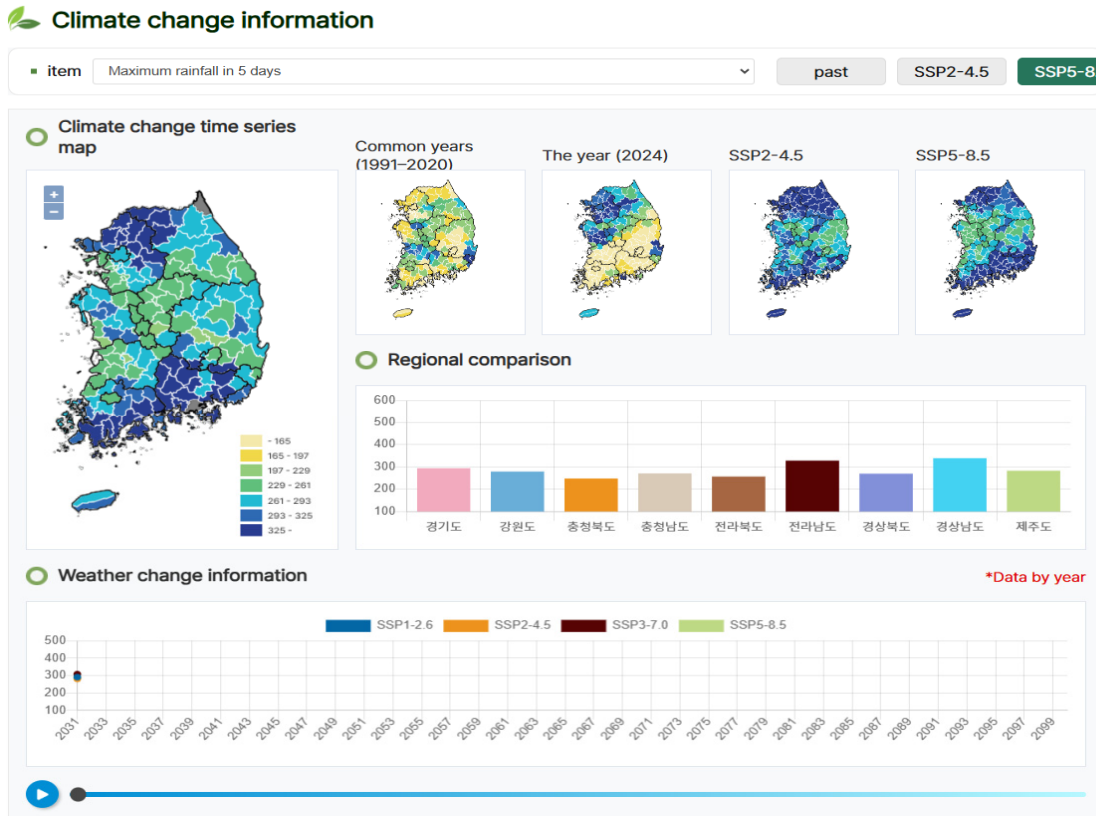 Climate change information
item
Maximum rainfall in 5 days
past
SSP2-4.5
SSP5-8.
Climate change time series
map
+
−
- 165
165 - 197
197 - 229
229 - 261
261 - 293
293 - 325
325 -
Common years
(1991–2020)
The year (2024)
SSP2-4.5
SSP5-8.5
Regional comparison
600
500
400
300
200
100
경기도 강원도 충청북도 충청남도 전라북도 전라남도 경상북도 경상남도 제주도
Weather change information
*Data by year
SSP1-2.6 SSP2-4.5 SSP3-7.0 SSP5-8.5
500
400
300
200
100
2031 2033 2035 2037 2039 2041 2043 2045 2047 2049 2051 2053 2055 2057 2059 2061 2063 2065 2067 2069 2071 2073 2075 2077 2079 2081 2083 2085 2087 2089 2091 2093 2095 2097 2099